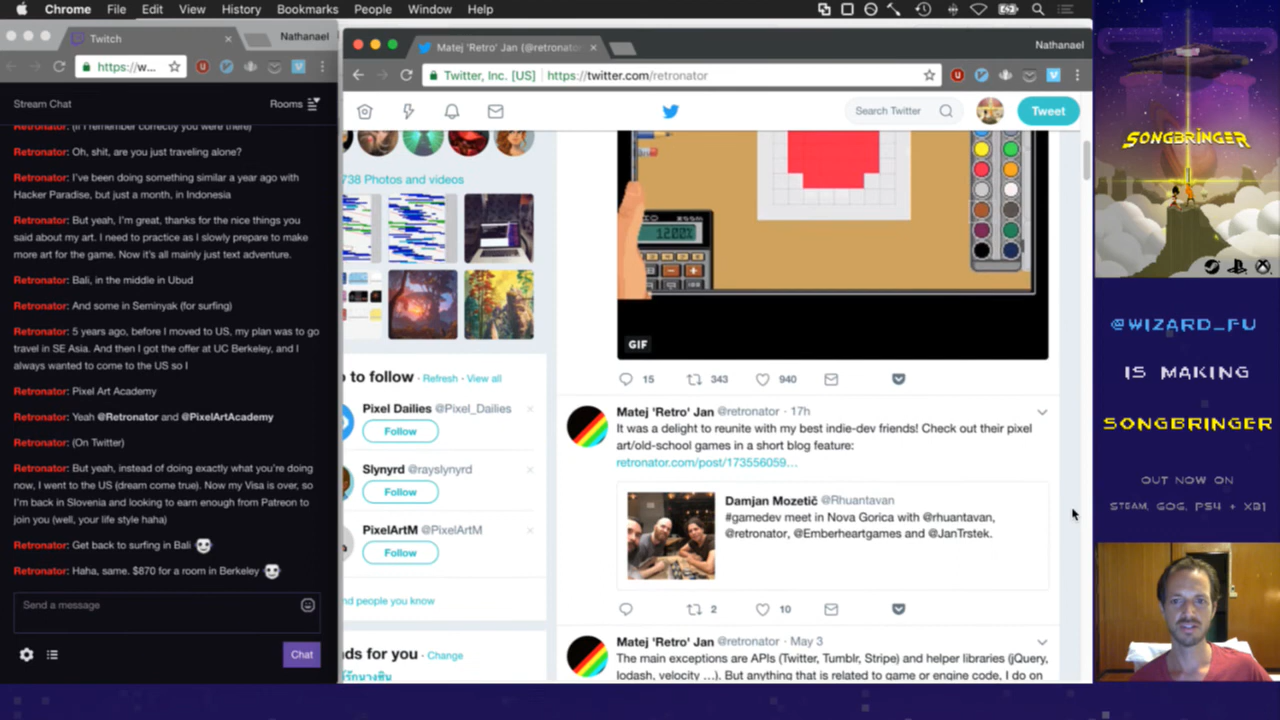 Chrome File Edit View History Bookmarks People Window Help
Twitch
Nathanael
https://w...
Stream Chat
Rooms
Retronator: (If I remember correctly you were there)
Retronator: Oh, shit, are you just traveling alone?
Retronator: I've been doing something similar a year ago with
Hacker Paradise, but just a month, in Indonesia
Retronator: But yeah, I'm great, thanks for the nice things you
said about my art. I need to practice as I slowly prepare to make
more art for the game. Now it's all mainly just text adventure.
Retronator: Bali, in the middle in Ubud
Retronator: And some in Seminyak (for surfing)
Retronator: 5 years ago, before I moved to US, my plan was to go
travel in SE Asia. And then I got the offer at UC Berkeley, and I
always wanted to come to the US so I
Retronator: Pixel Art Academy
Retronator: Yeah @Retronator and @PixelArtAcademy
Retronator: (On Twitter)
Retronator: But yeah, instead of doing exactly what you're doing
now, I went to the US (dream come true). Now my Visa is over, so
I'm back in Slovenia and looking to earn enough from Patreon to
join you (well, your life style haha)
Retronator: Get back to surfing in Bali
Retronator: Haha, same. $870 for a room in Berkeley
Send a message
Chat
Matej 'Retro' Jan (@retronato
Nathanael
Twitter, Inc. [US] https://twitter.com/retronator
Search Twitter
Tweet
738 Photos and videos
o to follow · Refresh · View all
Pixel Dailies @Pixel_Dailies
Follow
Slynyrd @rayslynyrd
Follow
PixelArtM @PixelArtM
Follow
nd people you know
ds for you · Change
1200%
GIF
15 343 940
Matej 'Retro' Jan @retronator · 17h
It was a delight to reunite with my best indie-dev friends! Check out their pixel
art/old-school games in a short blog feature:
retronator.com/post/173556059…
Damjan Mozetič @Rhuantavan
#gamedev meet in Nova Gorica with @rhuantavan,
@retronator, @Emberheartgames and @JanTrstek.
2 10
Matej 'Retro' Jan @retronator · May 3
The main exceptions are APIs (Twitter, Tumblr, Stripe) and helper libraries (jQuery,
lodash, velocity ...). But anything that is related to game or engine code, I do on
SONGBRINGER
@WIZARD_FU
IS MAKING
SONGBRINGER
OUT NOW ON
STEAM, GOG, PS4 + XB1